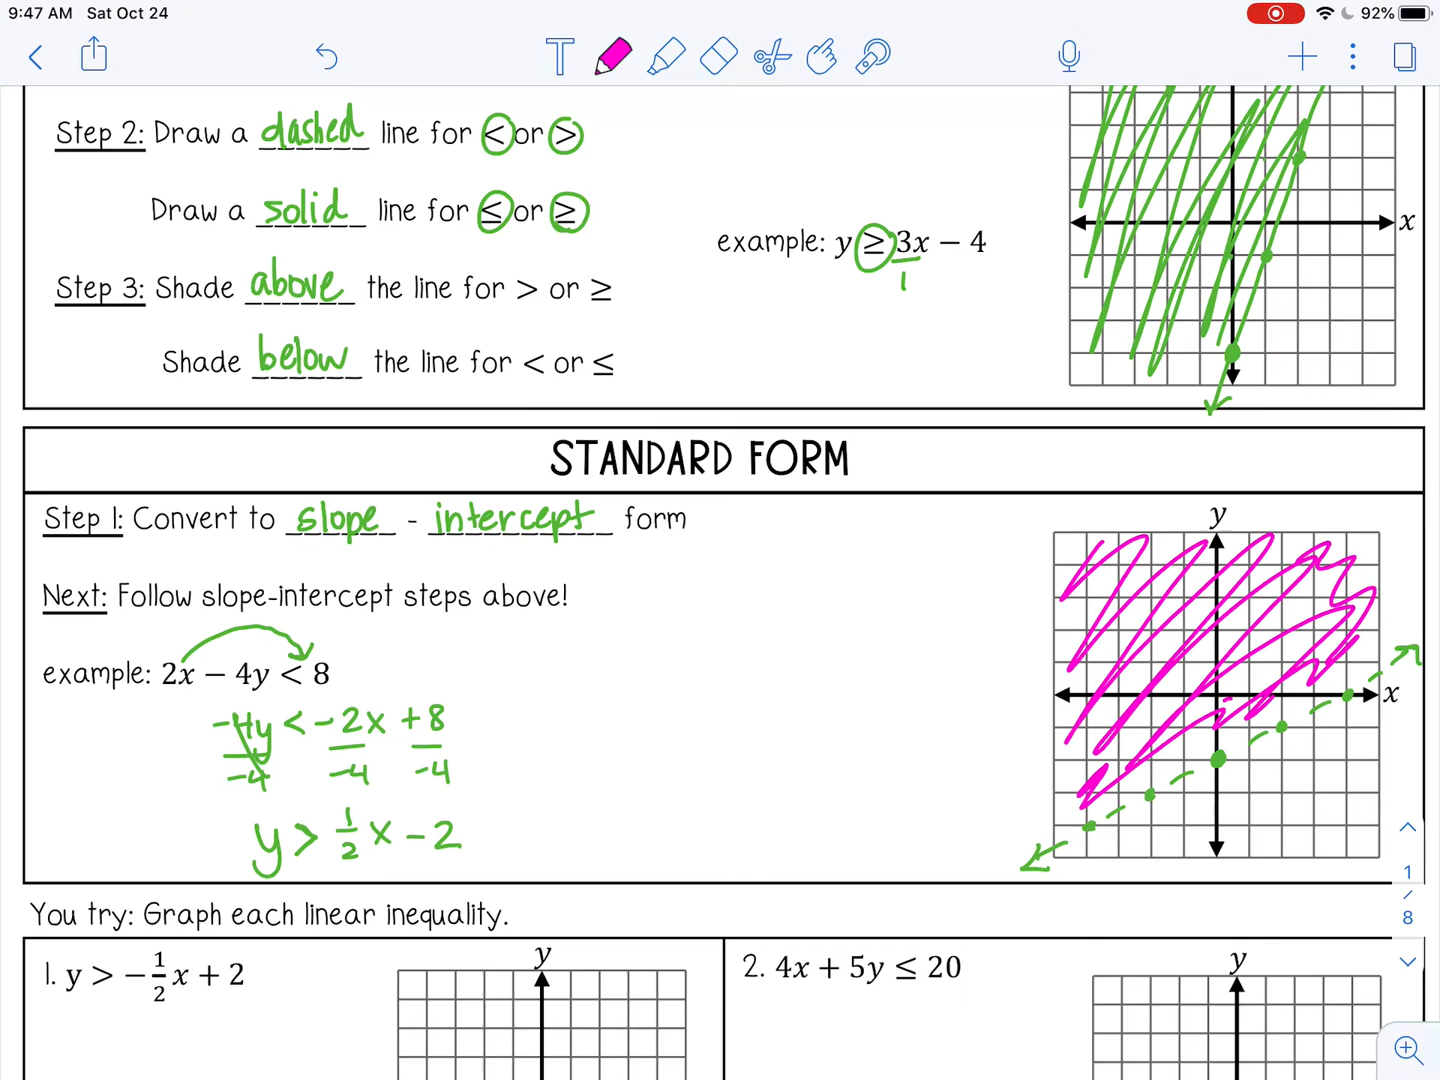 9:47 AM Sat Oct 24 92%
Step 2: Draw a dashed line for < or >
Draw a solid line for ≤ or ≥
example: y ≥ 3x − 4
1
Step 3: Shade above the line for > or ≥
Shade below the line for < or ≤
x
STANDARD FORM
Step 1: Convert to slope - intercept form
Next: Follow slope-intercept steps above!
example: 2x − 4y < 8
-4y < -2x +8
-4 -4 -4
y > 1/2 x - 2
y
x
1
/
8
You try: Graph each linear inequality.
1. y > −1/2 x + 2
y
2. 4x + 5y ≤ 20
y